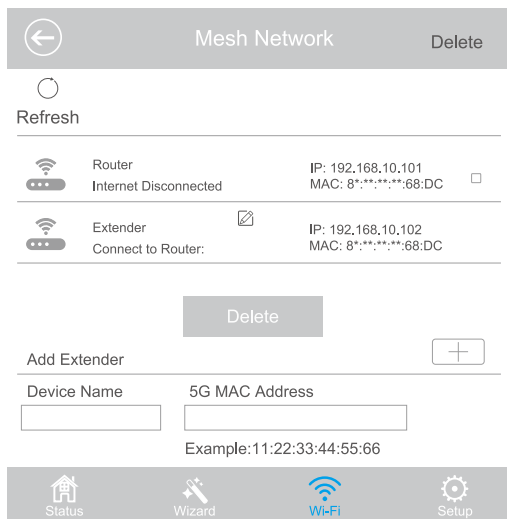 Mesh Network
Delete
Refresh
Router
Internet Disconnected
IP: 192.168.10.101
MAC: 8*:**:**:**:68:DC
Extender
Connect to Router:
IP: 192.168.10.102
MAC: 8*:**:**:**:68:DC
Delete
Add Extender
Device Name
5G MAC Address
Example:11:22:33:44:55:66
Status
Wizard
Wi-Fi
Setup